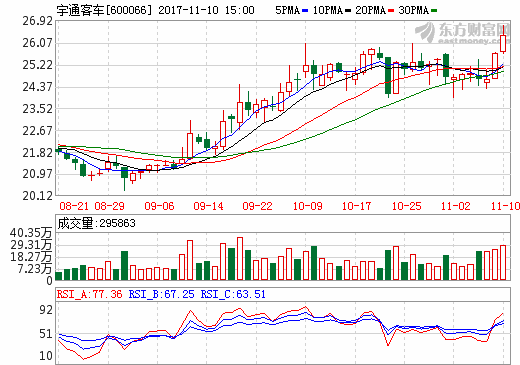 宇通客车[600066] 2017-11-10 15:00 5PMA 10PMA 20PMA 30PMA
东方财富网
eastmoney.com
26.92
26.07
25.22
24.37
23.52
22.67
21.82
20.97
20.12
08-21 08-29 09-06 09-14 09-22 10-09 10-17 10-25 11-02 11-10
成交量:295863
40.35万
29.31万
18.27万
7.23万
0
RSI_A:77.36 RSI_B:67.25 RSI_C:63.51
92
51
10